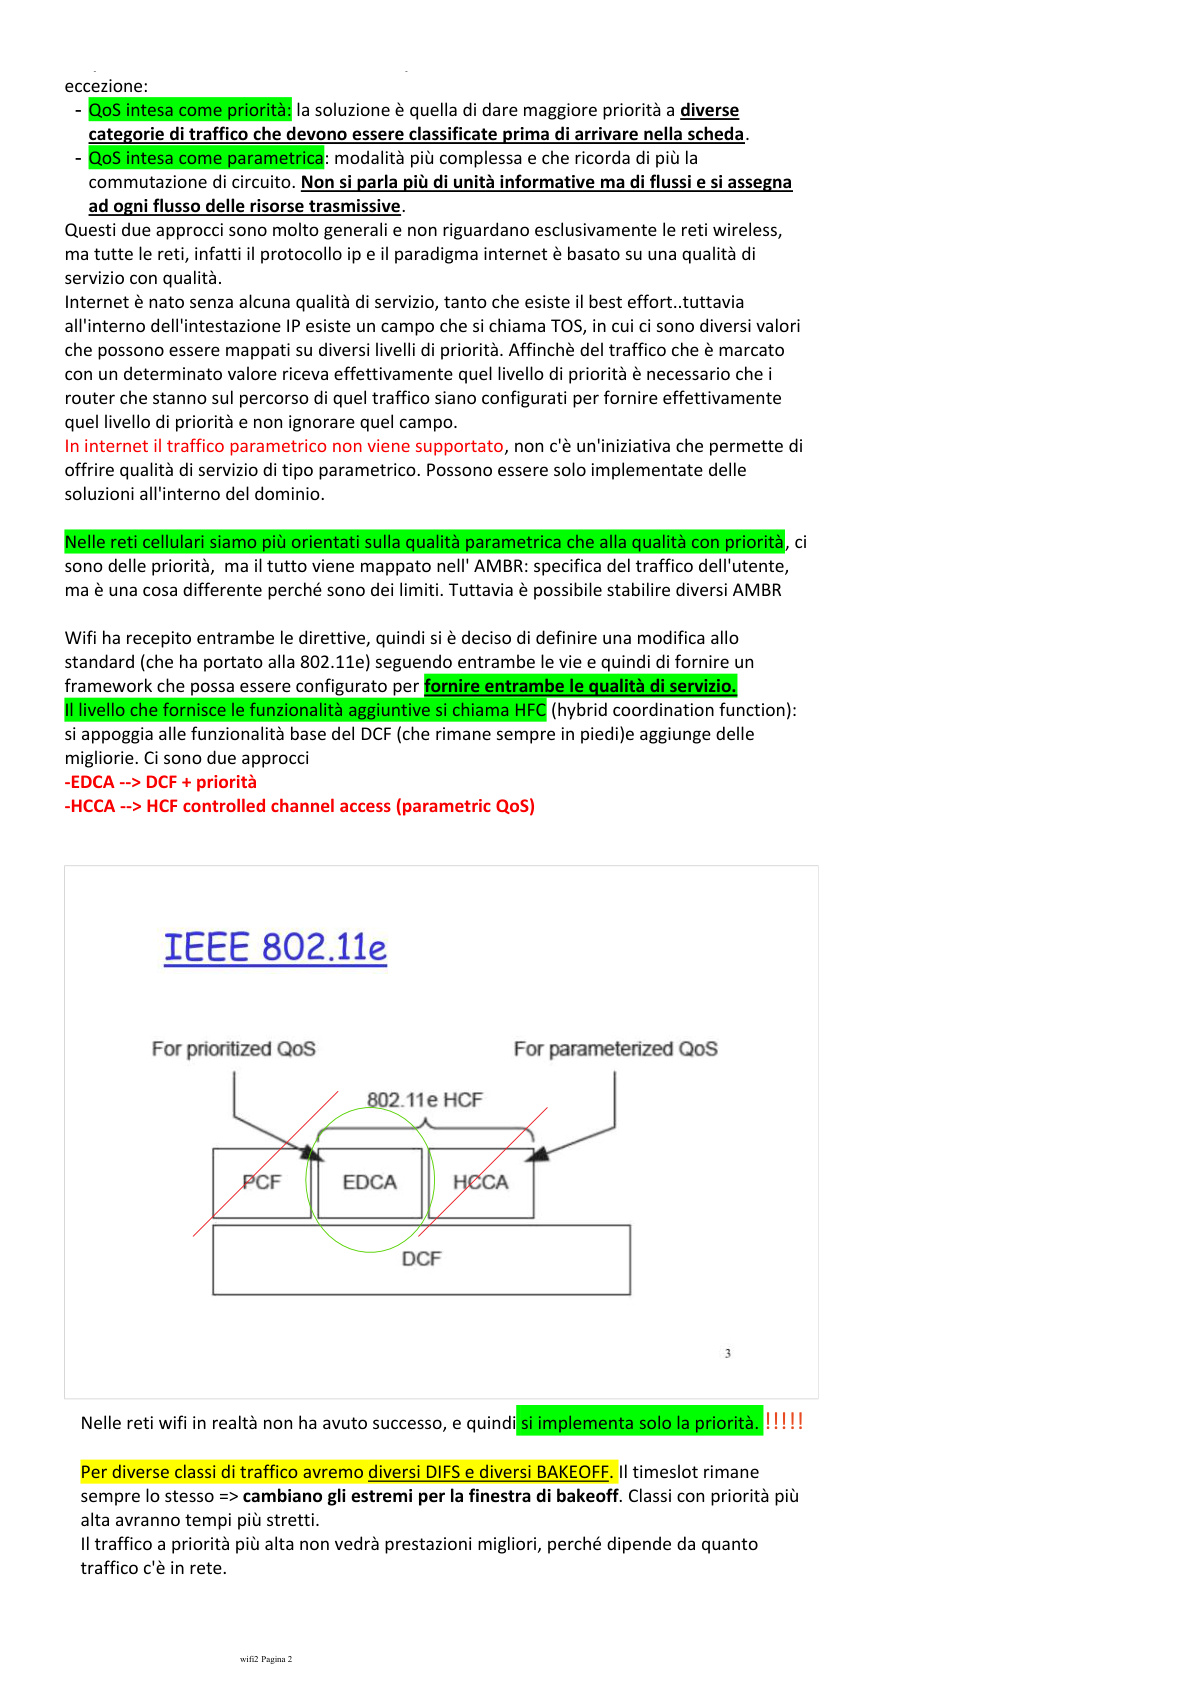 eccezione:
- QoS intesa come priorità: la soluzione è quella di dare maggiore priorità a diverse
categorie di traffico che devono essere classificate prima di arrivare nella scheda.
- QoS intesa come parametrica: modalità più complessa e che ricorda di più la
commutazione di circuito. Non si parla più di unità informative ma di flussi e si assegna
ad ogni flusso delle risorse trasmissive.
Questi due approcci sono molto generali e non riguardano esclusivamente le reti wireless,
ma tutte le reti, infatti il protocollo ip e il paradigma internet è basato su una qualità di
servizio con qualità.
Internet è nato senza alcuna qualità di servizio, tanto che esiste il best effort..tuttavia
all'interno dell'intestazione IP esiste un campo che si chiama TOS, in cui ci sono diversi valori
che possono essere mappati su diversi livelli di priorità. Affinchè del traffico che è marcato
con un determinato valore riceva effettivamente quel livello di priorità è necessario che i
router che stanno sul percorso di quel traffico siano configurati per fornire effettivamente
quel livello di priorità e non ignorare quel campo.
In internet il traffico parametrico non viene supportato, non c'è un'iniziativa che permette di
offrire qualità di servizio di tipo parametrico. Possono essere solo implementate delle
soluzioni all'interno del dominio.
Nelle reti cellulari siamo più orientati sulla qualità parametrica che alla qualità con priorità, ci
sono delle priorità,  ma il tutto viene mappato nell' AMBR: specifica del traffico dell'utente,
ma è una cosa differente perché sono dei limiti. Tuttavia è possibile stabilire diversi AMBR
Wifi ha recepito entrambe le direttive, quindi si è deciso di definire una modifica allo
standard (che ha portato alla 802.11e) seguendo entrambe le vie e quindi di fornire un
framework che possa essere configurato per fornire entrambe le qualità di servizio.
Il livello che fornisce le funzionalità aggiuntive si chiama HFC (hybrid coordination function):
si appoggia alle funzionalità base del DCF (che rimane sempre in piedi)e aggiunge delle
migliorie. Ci sono due approcci
-EDCA --> DCF + priorità
-HCCA --> HCF controlled channel access (parametric QoS)
IEEE 802.11e
For prioritized QoS
For parameterized QoS
802.11e HCF
PCF
EDCA
HCCA
DCF
3
Nelle reti wifi in realtà non ha avuto successo, e quindi si implementa solo la priorità. !!!!!
Per diverse classi di traffico avremo diversi DIFS e diversi BAKEOFF. Il timeslot rimane
sempre lo stesso => cambiano gli estremi per la finestra di bakeoff. Classi con priorità più
alta avranno tempi più stretti.
Il traffico a priorità più alta non vedrà prestazioni migliori, perché dipende da quanto
traffico c'è in rete.
wifi2 Pagina 2